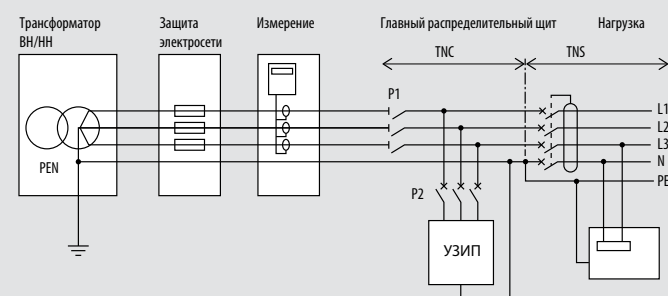 Трансформатор
ВН/НН
Защита
электросети
Измерение
Главный распределительный щит
Нагрузка
TNC
TNS
P1
L1
L2
L3
N
PE
PEN
P2
УЗИП